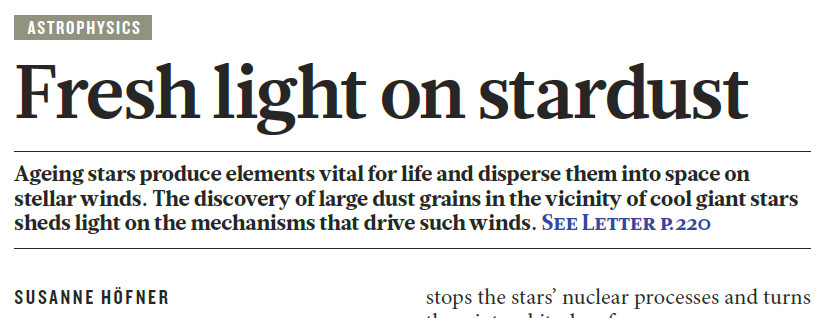 ASTROPHYSICS
Fresh light on stardust
Ageing stars produce elements vital for life and disperse them into space on
stellar winds. The discovery of large dust grains in the vicinity of cool giant stars
sheds light on the mechanisms that drive such winds. SEE LETTER P.220
SUSANNE HÖFNER
stops the stars’ nuclear processes and turns